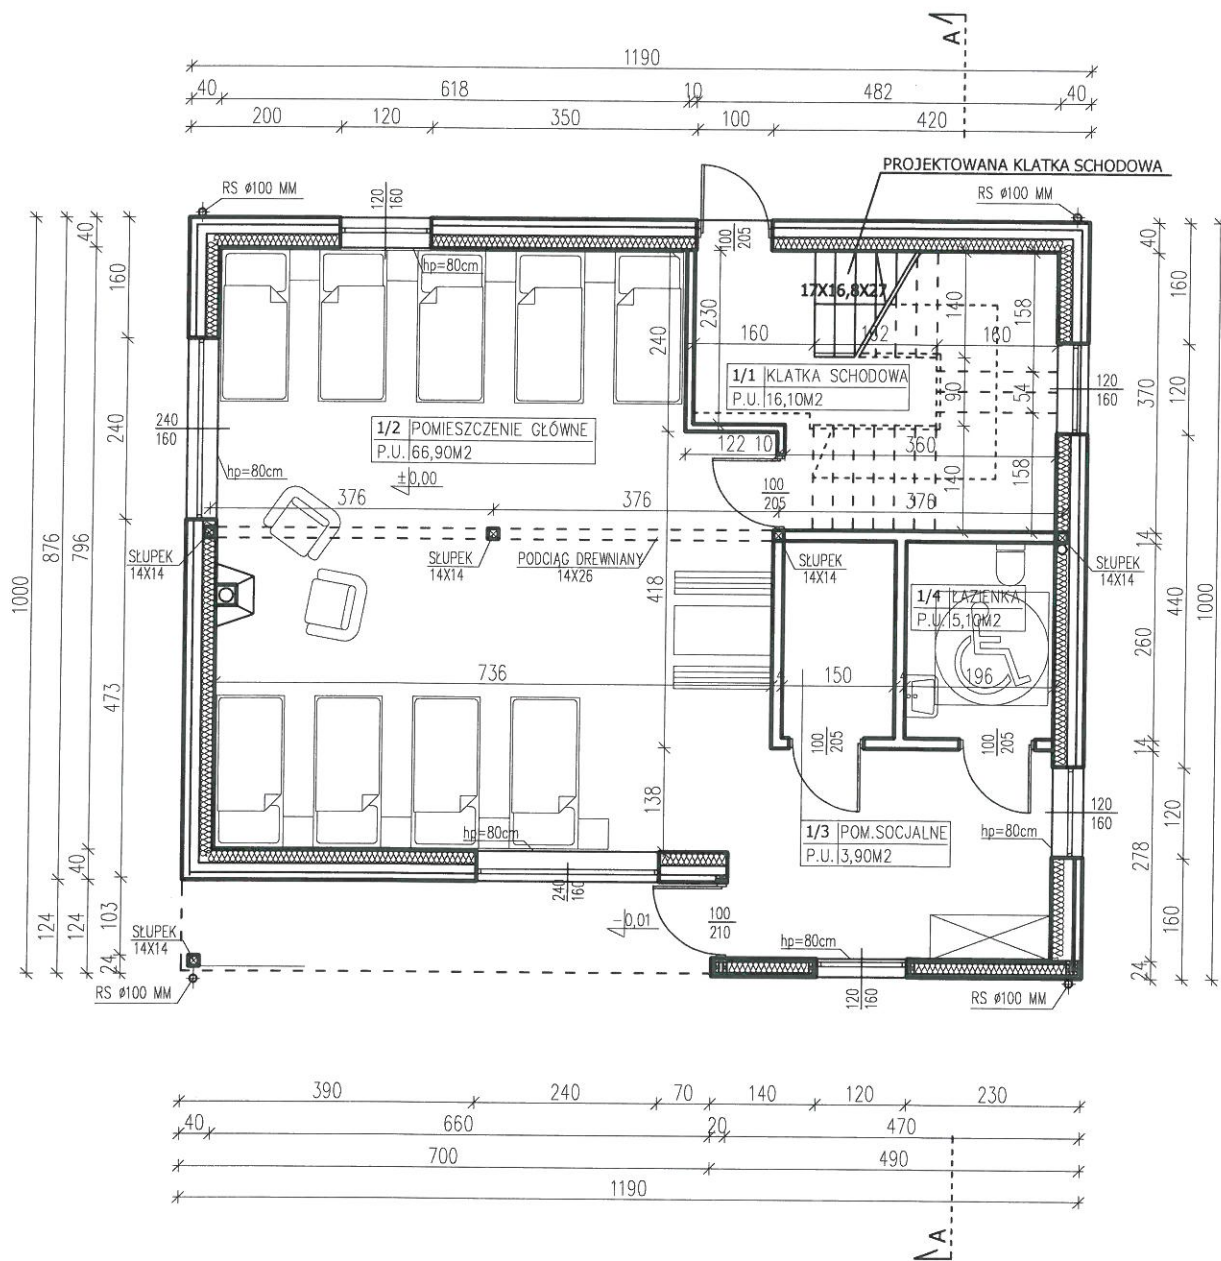 A
1190
40 618 10 482 40
200 120 350 100 420
PROJEKTOWANA KLATKA SCHODOWA
RS ø100 MM
RS ø100 MM
120
160
100
205
hp=80cm
17X16,8X27
230
240
140
158
160
160
1/1 KLATKA SCHODOWA
P.U. 16,10M2
90
54
120
160
240
160
1/2 POMIESZCZENIE GŁÓWNE
P.U. 66,90M2
±0,00
hp=80cm
122 10 360
140
158
100
205
376 376 376
SŁUPEK
14X14
SŁUPEK
14X14
PODCIĄG DREWNIANY
14X26
SŁUPEK
14X14
SŁUPEK
14X14
418
1/4 ŁAZIENKA
P.U. 5,10M2
736 150 196
100
205
100
205
138
hp=80cm
1/3 POM.SOCJALNE
P.U. 3,90M2
hp=80cm
120
160
240
160
-0,01
100
210
hp=80cm
120
160
SŁUPEK
14X14
RS ø100 MM
RS ø100 MM
1000
876
124
40
796
40
124
160
240
473
103
24
40
370
14
260
14
278
24
160
120
440
120
160
1000
390 240 70 140 120 230
40 660 20 470
700 490
1190
A